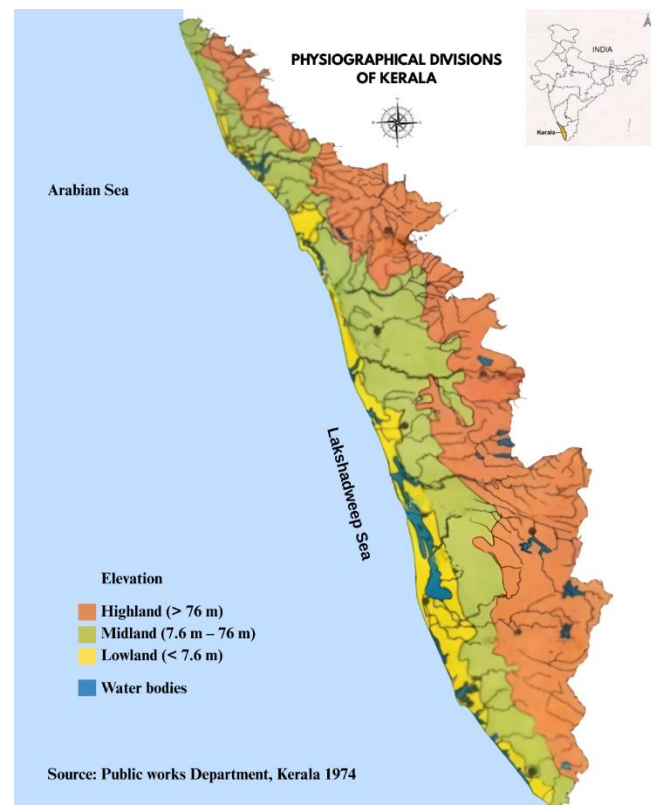 PHYSIOGRAPHICAL DIVISIONS
OF KERALA
INDIA
Kerala
Arabian Sea
Lakshadweep Sea
Elevation
Highland (> 76 m)
Midland (7.6 m – 76 m)
Lowland (< 7.6 m)
Water bodies
Source: Public works Department, Kerala 1974